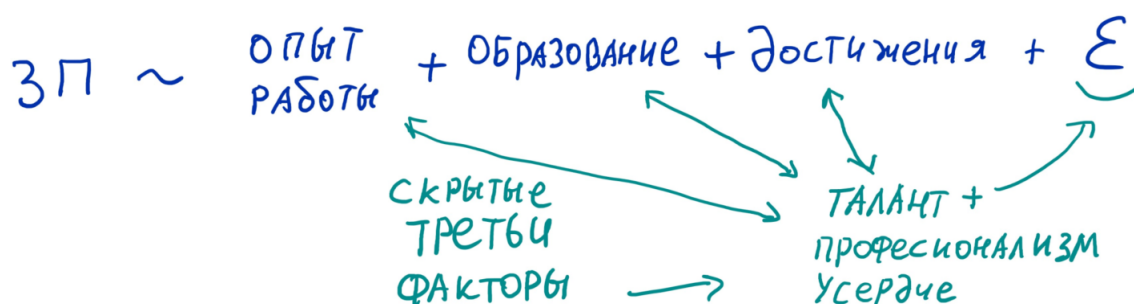 ЗП ~ ОПЫТ РАБОТЫ + ОБРАЗОВАНИЕ + достижения + ε
СКРЫТЫЕ
ТРЕТЬИ
ФАКТОРЫ
ТАЛАНТ +
ПРОФЕСИОНАЛИЗМ
Усердие